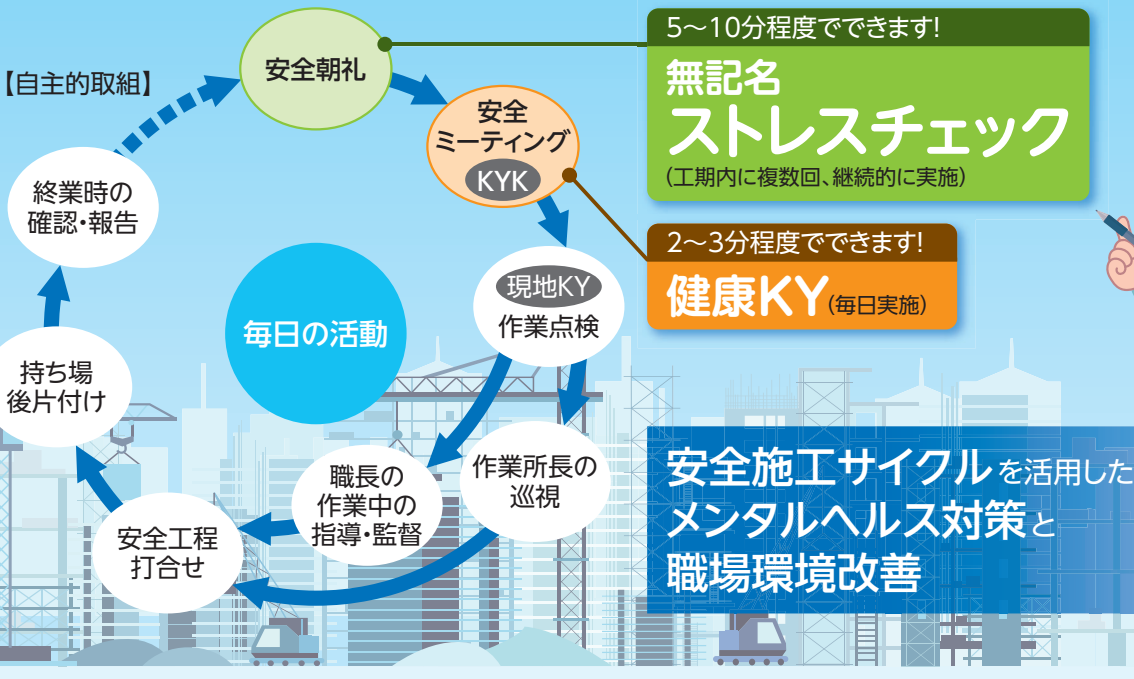 【自主的取組】
安全朝礼
安全
ミーティング
KYK
現地KY
作業点検
作業所長の
巡視
職長の
作業中の
指導・監督
安全工程
打合せ
持ち場
後片付け
終業時の
確認・報告
毎日の活動
5～10分程度でできます!
無記名
ストレスチェック
(工期内に複数回、継続的に実施)
2～3分程度でできます!
健康KY(毎日実施)
安全施工サイクルを活用した
メンタルヘルス対策と
職場環境改善